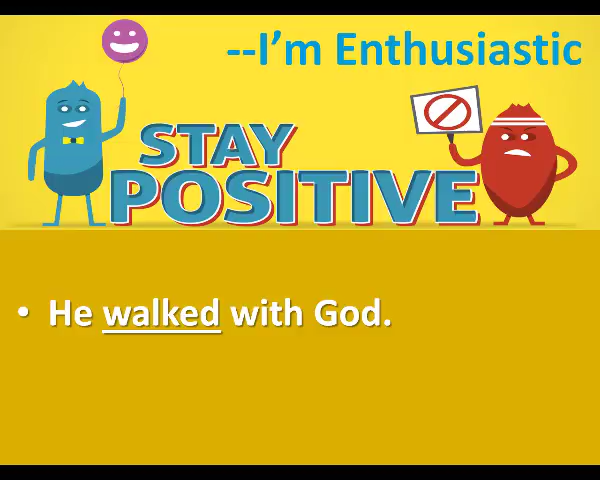 --I’m Enthusiastic
STAY
POSITIVE
• He walked with God.